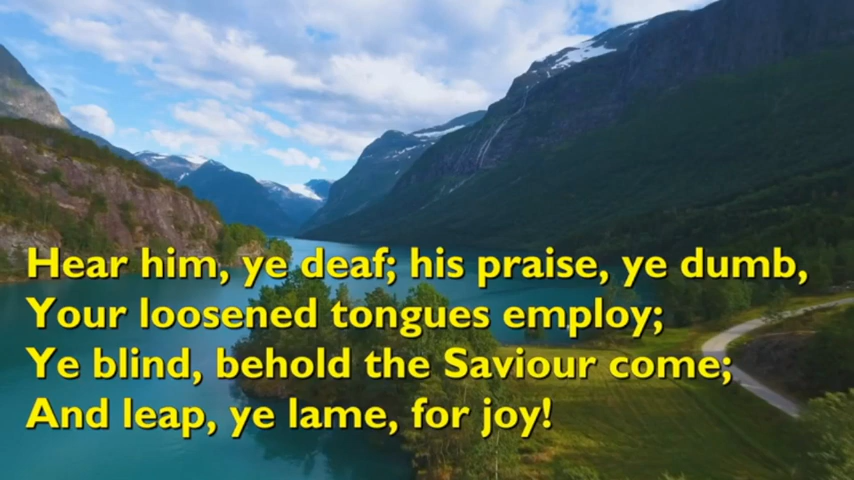 Hear him, ye deaf; his praise, ye dumb,
Your loosened tongues employ;
Ye blind, behold the Saviour come;
And leap, ye lame, for joy!